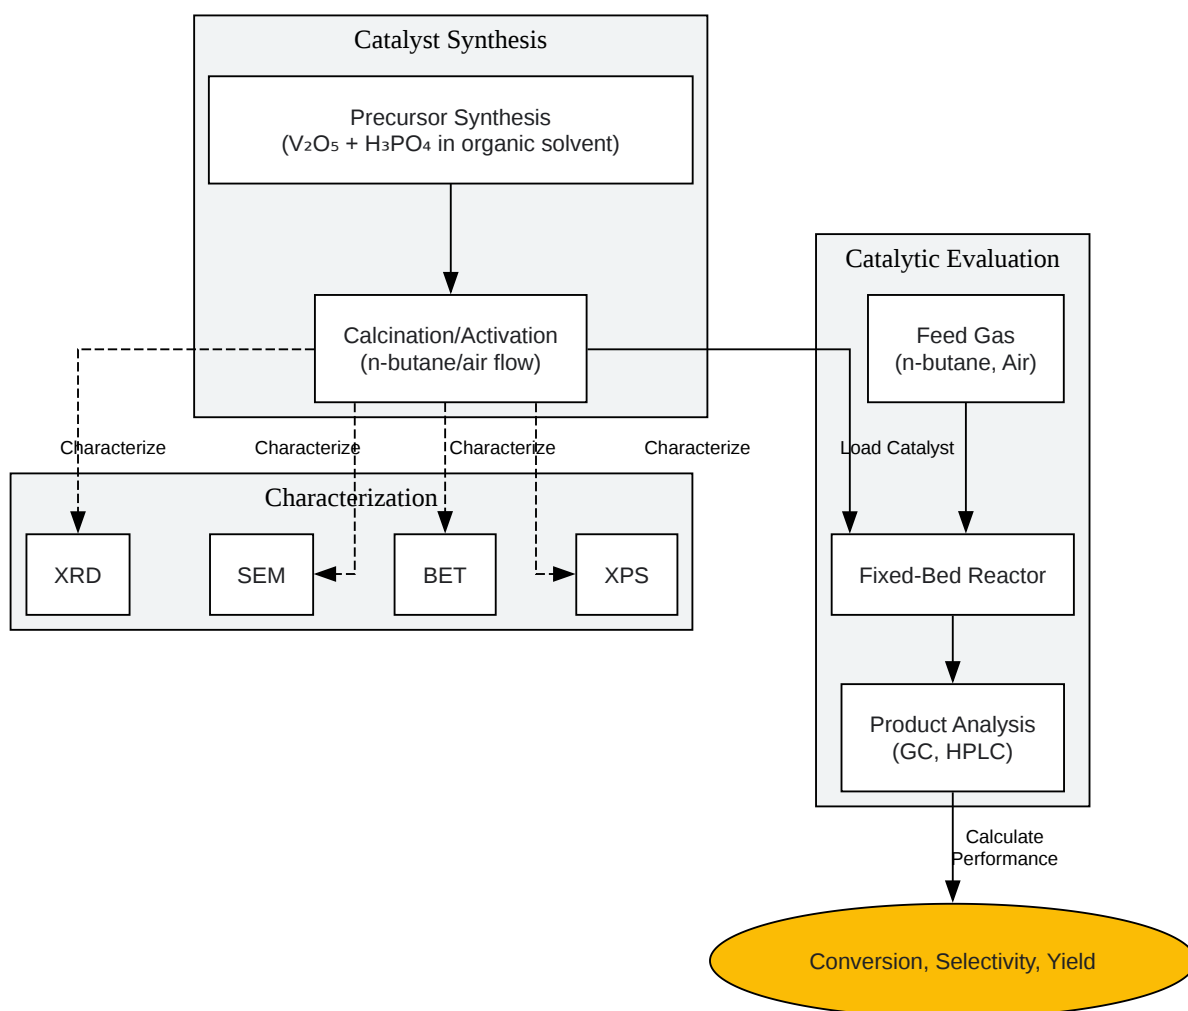 Catalyst Synthesis
Precursor Synthesis
(V₂O₅ + H₃PO₄ in organic solvent)
Calcination/Activation
(n-butane/air flow)
Catalytic Evaluation
Feed Gas
(n-butane, Air)
Characterize
Characterize
Characterize
Characterize
Load Catalyst
Characterization
XRD
SEM
BET
XPS
Fixed-Bed Reactor
Product Analysis
(GC, HPLC)
Calculate
Performance
Conversion, Selectivity, Yield